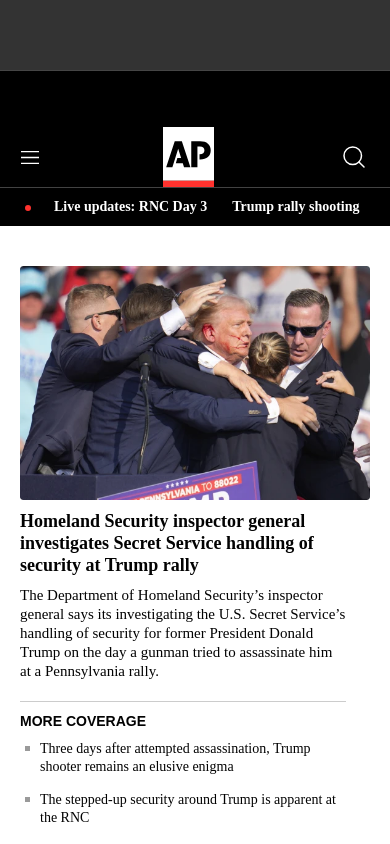 AP
Live updates: RNC Day 3 Trump rally shooting
PENNSYLVANIA TO 88022
Homeland Security inspector general
investigates Secret Service handling of
security at Trump rally
The Department of Homeland Security’s inspector
general says its investigating the U.S. Secret Service’s
handling of security for former President Donald
Trump on the day a gunman tried to assassinate him
at a Pennsylvania rally.
MORE COVERAGE
Three days after attempted assassination, Trump
shooter remains an elusive enigma
The stepped-up security around Trump is apparent at
the RNC